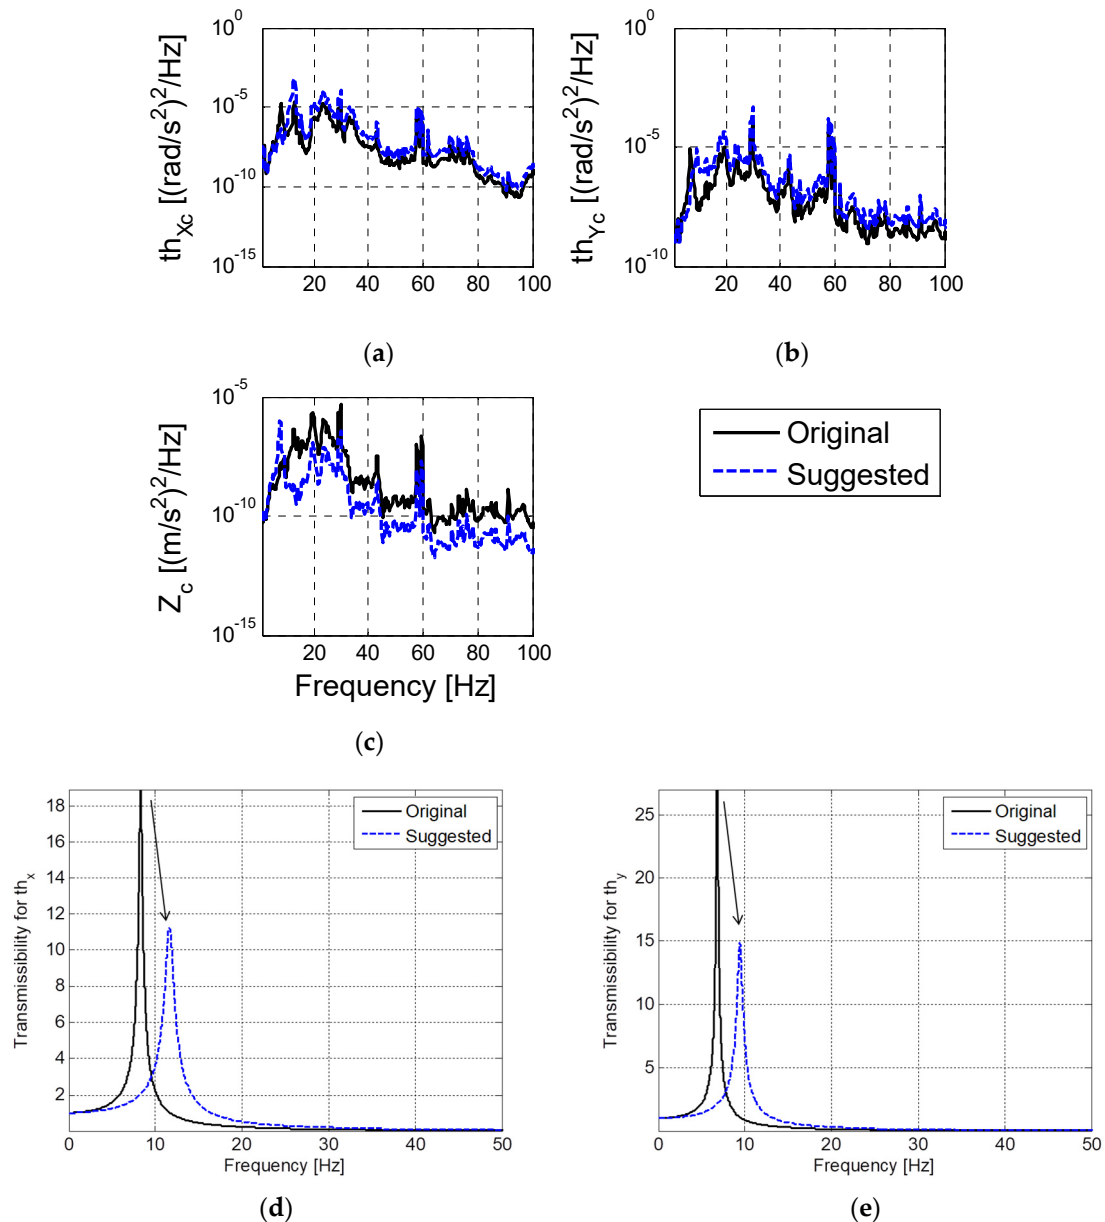 10^0
10^-5
10^-10
10^-15
th_Xc [(rad/s^2)^2/Hz]
20 40 60 80 100
(a)
10^0
10^-5
10^-10
th_Yc [(rad/s^2)^2/Hz]
20 40 60 80 100
(b)
10^-5
10^-10
10^-15
Z_c [(m/s^2)^2/Hz]
20 40 60 80 100
Frequency [Hz]
(c)
Original
Suggested
18
16
14
12
10
8
6
4
2
Transmissibility for th_x
Original
Suggested
0 10 20 30 40 50
Frequency [Hz]
(d)
25
20
15
10
5
Transmissibility for th_y
Original
Suggested
0 10 20 30 40 50
Frequency [Hz]
(e)